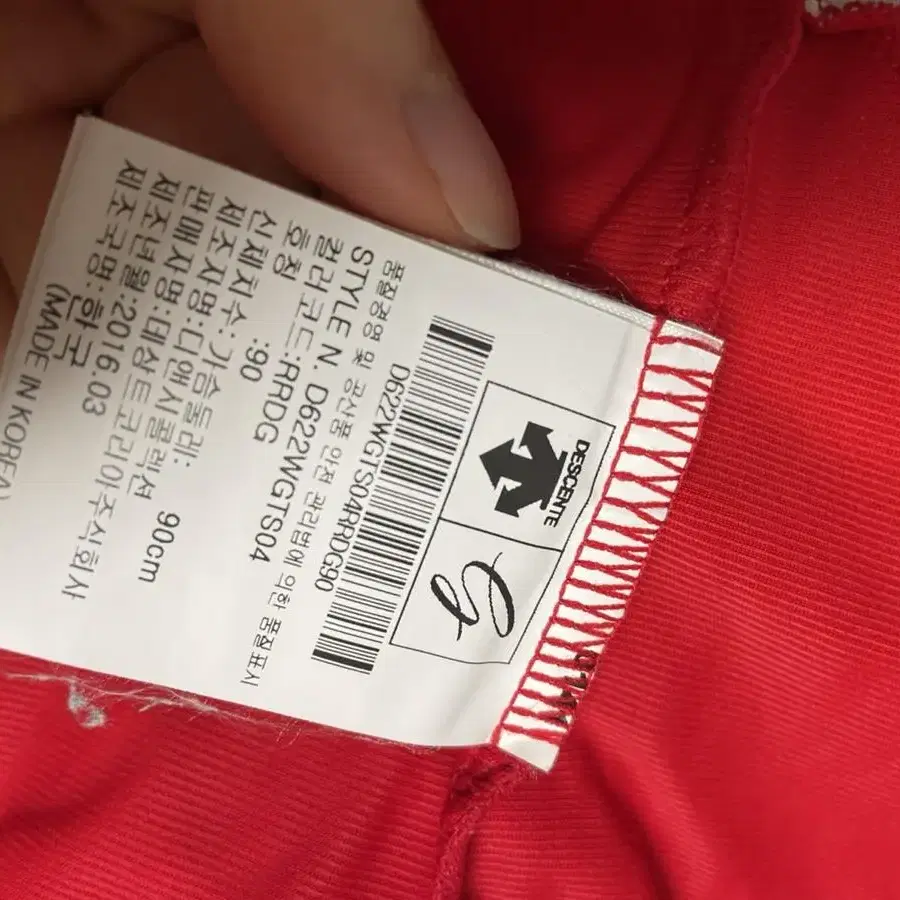 01411
DESCENTE
G
D622WGTS04RRDG90
품질경영 및 공산품 안전 관리법에 의한 품질표시
STYLE N. D622WGTS04
컬러코드:RRDG
호칭 :90
신체치수:가슴둘레: 90cm
제조자명:디앤시콜렉션
판매자명:데상트코리아주식회사
제조년월:2016.03
제조국명:한국
(MADE IN KOREA)